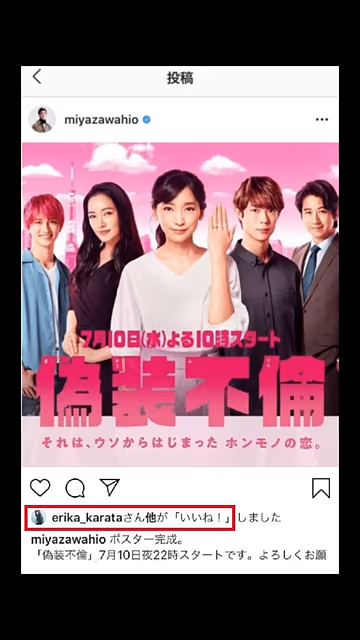 投稿
miyazawahio
7月10日(水)よる10時スタート
偽装不倫
それは、ウソからはじまった ホンモノの恋。
erika_karataさん他が「いいね！」しました
miyazawahio ポスター完成。
「偽装不倫」7月10日夜22時スタートです。よろしくお願